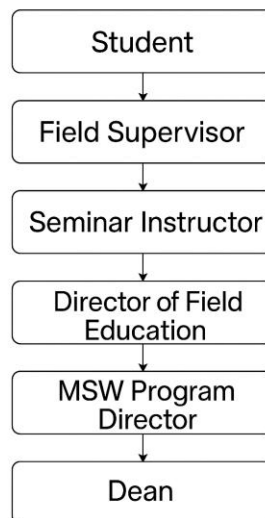 Student
Field Supervisor
Seminar Instructor
Director of Field
Education
MSW Program
Director
Dean